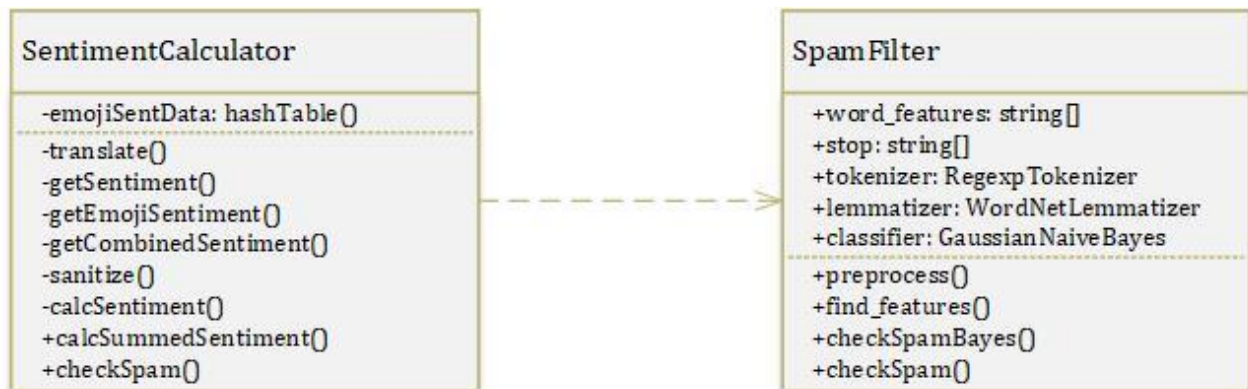 SentimentCalculator
-emojiSentData: hashTable()
-translate()
-getSentiment()
-getEmojiSentiment()
-getCombinedSentiment()
-sanitize()
-calcSentiment()
+calcSummedSentiment()
+checkSpam()
SpamFilter
+word_features: string[]
+stop: string[]
+tokenizer: RegexpTokenizer
+lemmatizer: WordNetLemmatizer
+classifier: GaussianNaiveBayes
+preprocess()
+find_features()
+checkSpamBayes()
+checkSpam()